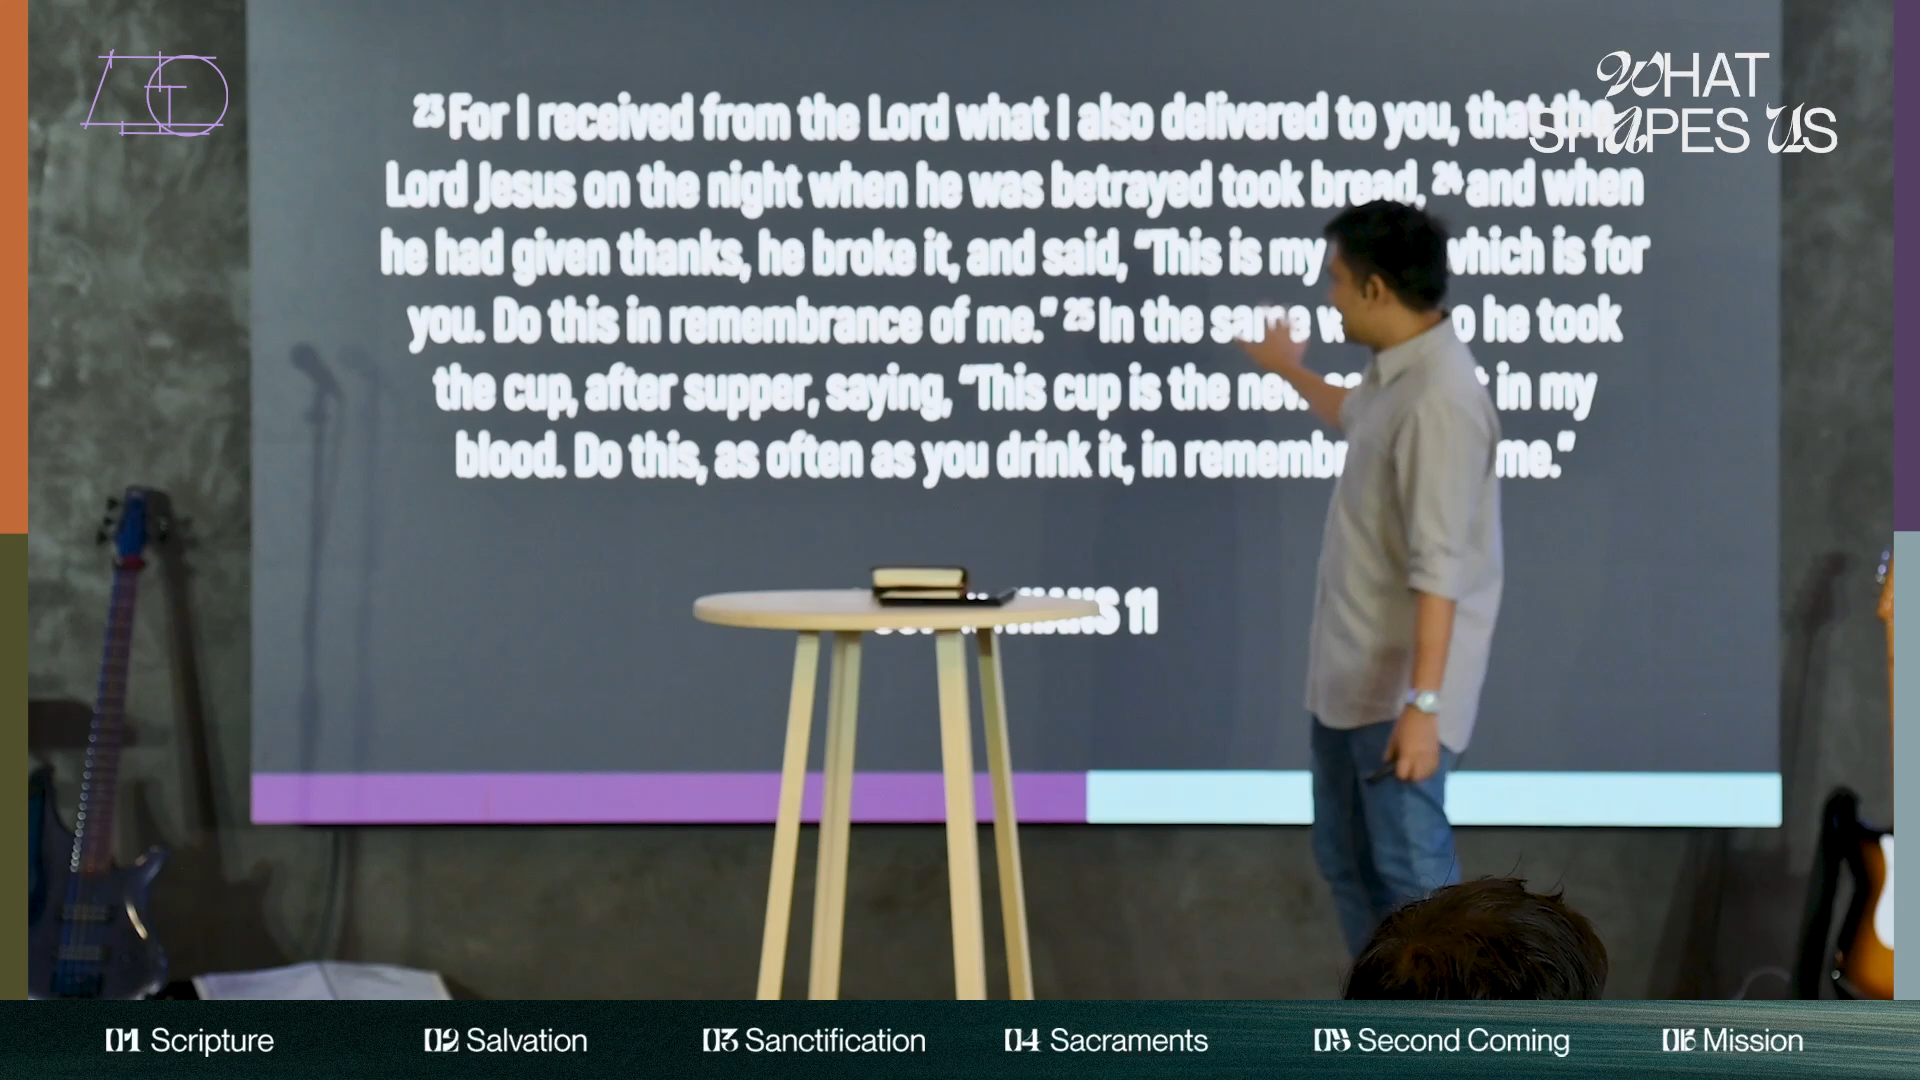 WHAT
SHAPES US
23 For I received from the Lord what I also delivered to you, that the
Lord Jesus on the night when he was betrayed took bread, 24 and when
he had given thanks, he broke it, and said, “This is my which is for
you. Do this in remembrance of me.” 25 In the same he took
the cup, after supper, saying, “This cup is the new in my
blood. Do this, as often as you drink it, in me.”
11
01 Scripture
02 Salvation
03 Sanctification
04 Sacraments
05 Second Coming
06 Mission